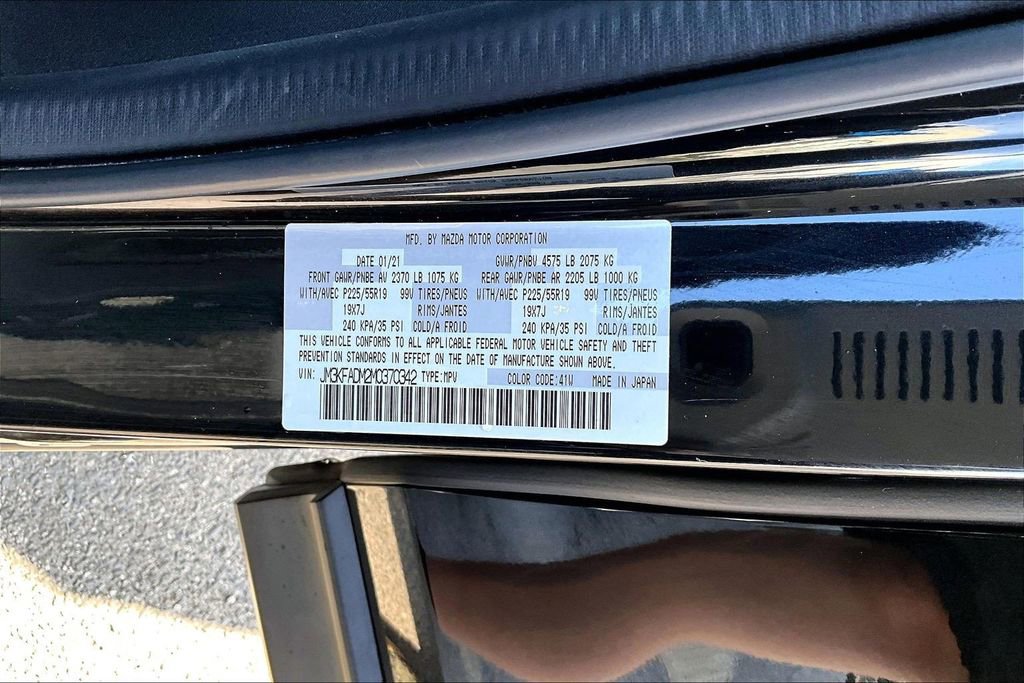 MFD. BY MAZDA MOTOR CORPORATION
DATE 01/21 GVWR/PNBV 4575 LB 2075 KG
FRONT GAWR/PNBE AV 2370 LB 1075 KG REAR GAWR/PNBE AR 2205 LB 1000 KG
WITH/AVEC P225/55R19 99V TIRES/PNEUS WITH/AVEC P225/55R19 99V TIRES/PNEUS
19X7J RIMS/JANTES 19X7J RIMS/JANTES
240 KPA/35 PSI COLD/A FROID 240 KPA/35 PSI COLD/A FROID
THIS VEHICLE CONFORMS TO ALL APPLICABLE FEDERAL MOTOR VEHICLE SAFETY AND THEFT
PREVENTION STANDARDS IN EFFECT ON THE DATE OF MANUFACTURE SHOWN ABOVE.
VIN: JM3KFADM2M0370342 TYPE:MPV COLOR CODE:41W MADE IN JAPAN